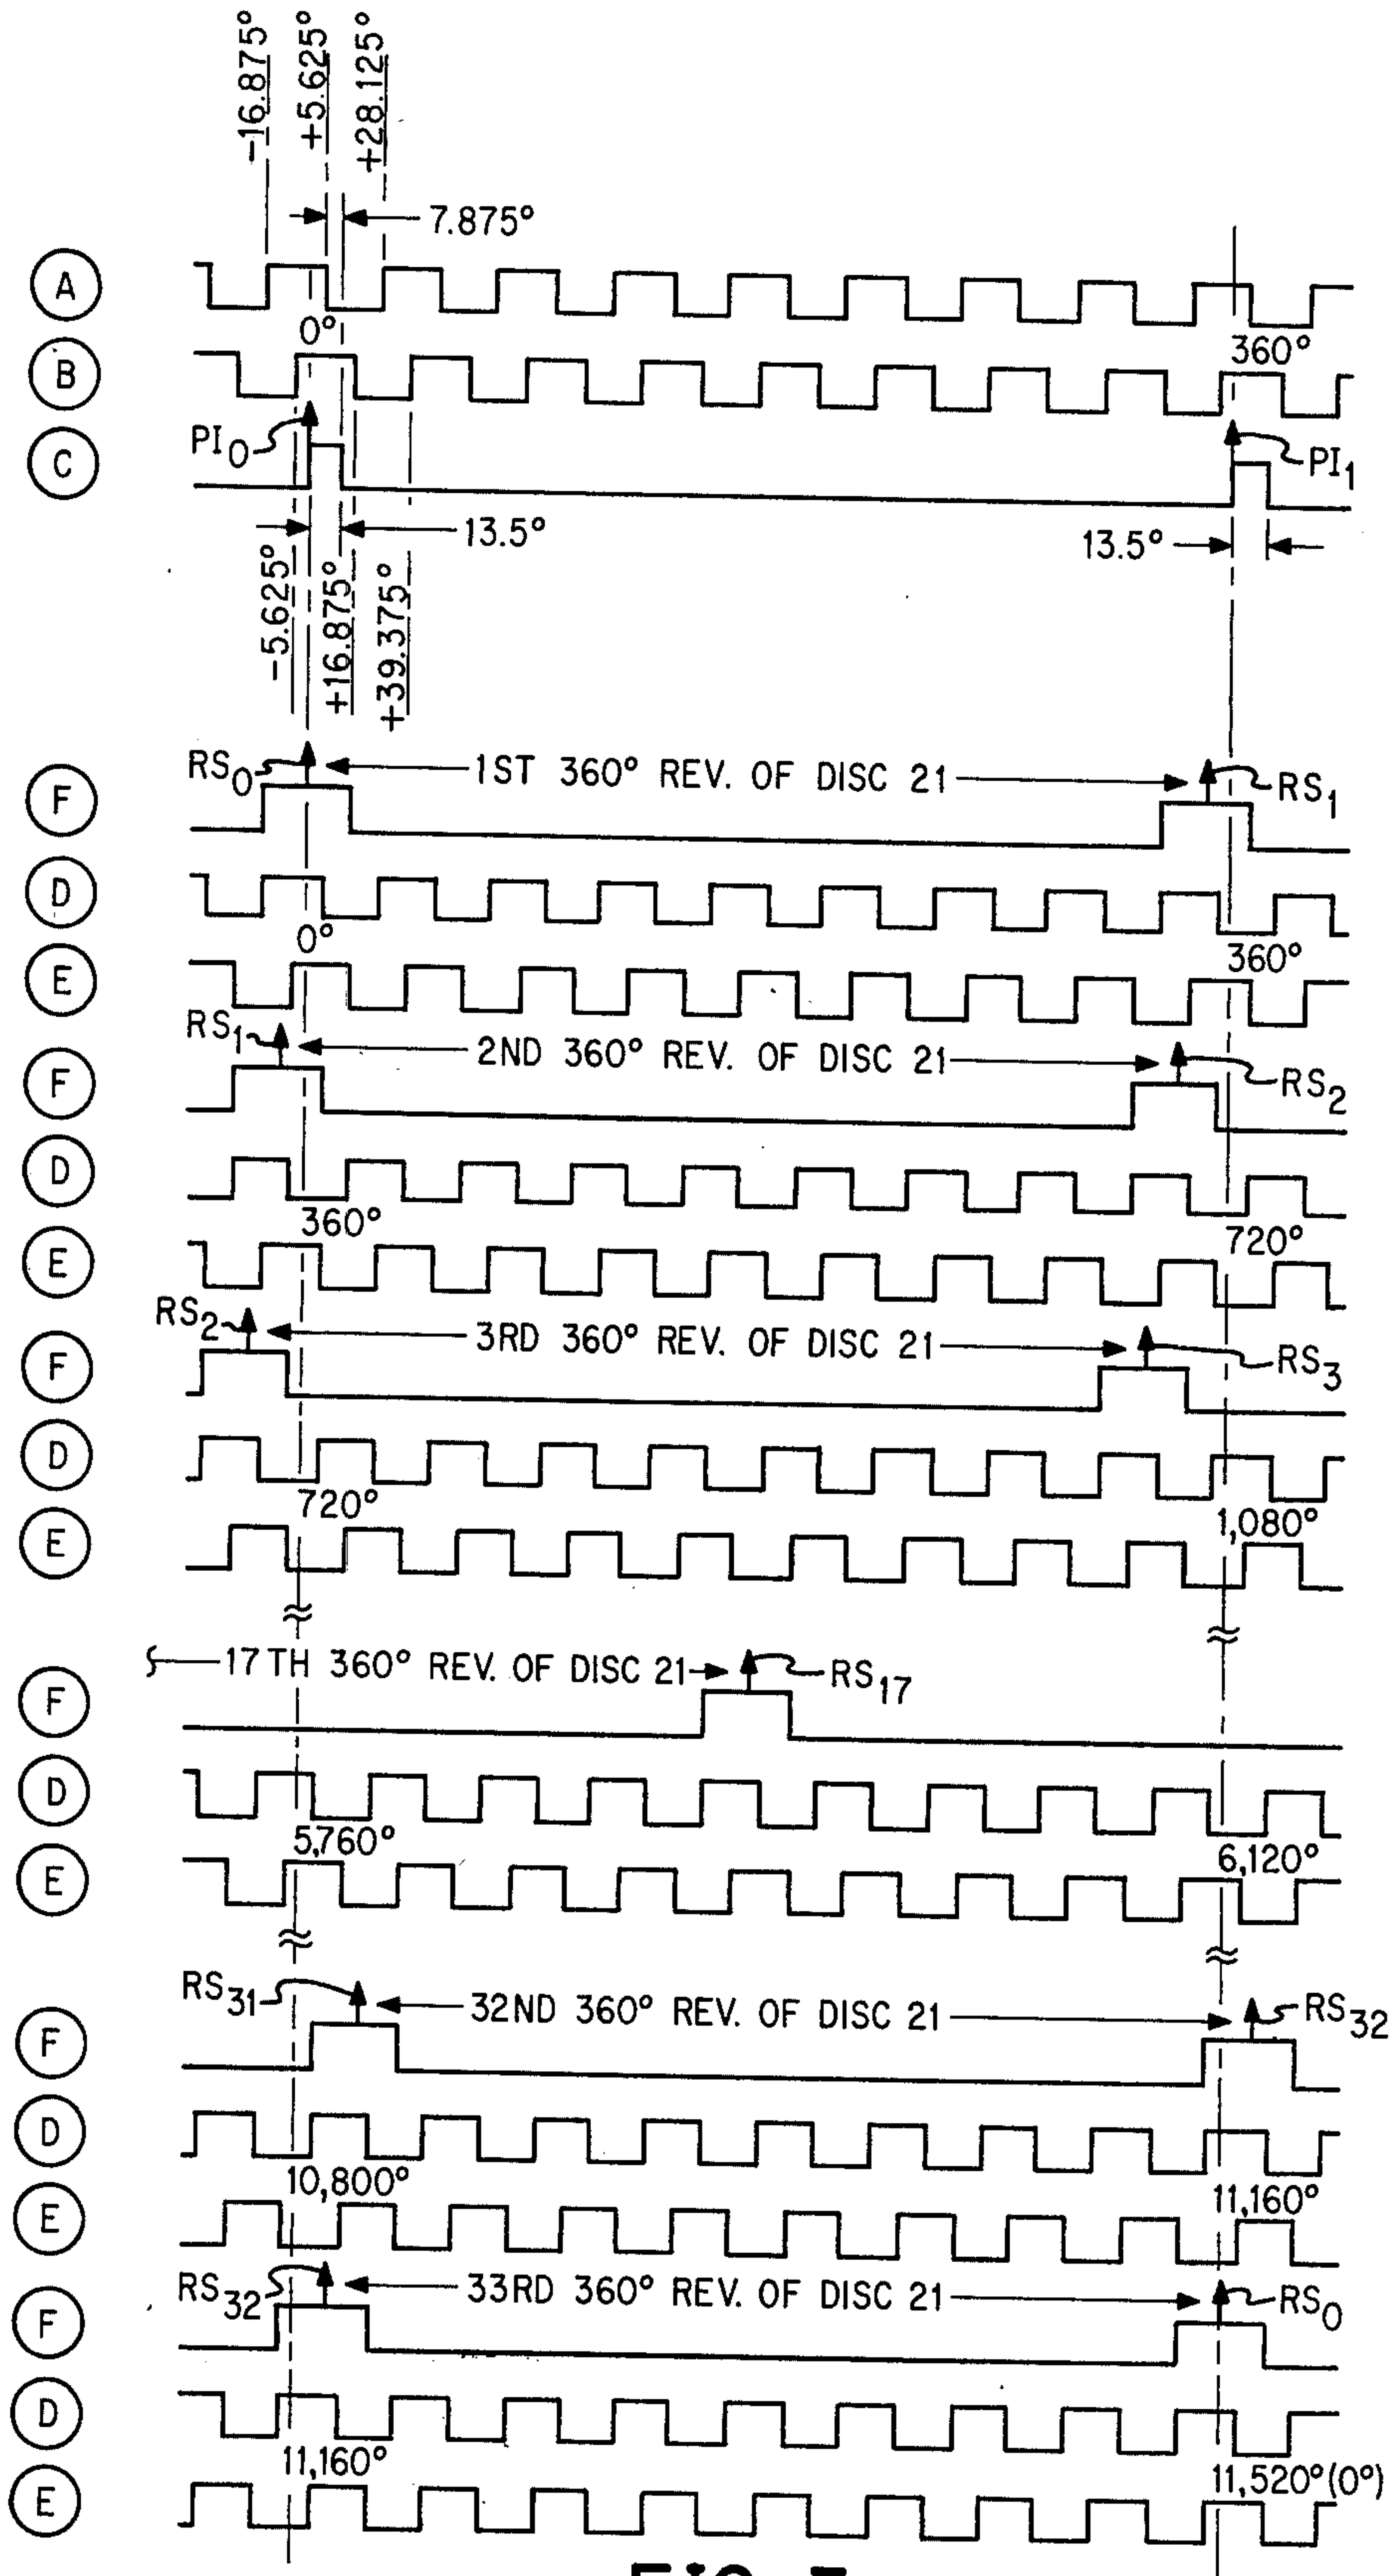 -16.875°
+5.625°
+28.125°
7.875°
A
0°
360°
B
PI0
PI1
C
13.5°
13.5°
-5.625°
+16.875°
+39.375°
RS0
1ST 360° REV. OF DISC 21
RS1
F
D
0°
360°
E
RS1
2ND 360° REV. OF DISC 21
RS2
F
D
360°
720°
E
RS2
3RD 360° REV. OF DISC 21
RS3
F
D
720°
1,080°
E
17TH 360° REV. OF DISC 21
RS17
F
D
5,760°
6,120°
E
RS31
32ND 360° REV. OF DISC 21
RS32
F
D
10,800°
11,160°
E
RS32
33RD 360° REV. OF DISC 21
RS0
F
D
11,160°
11,520°(0°)
E